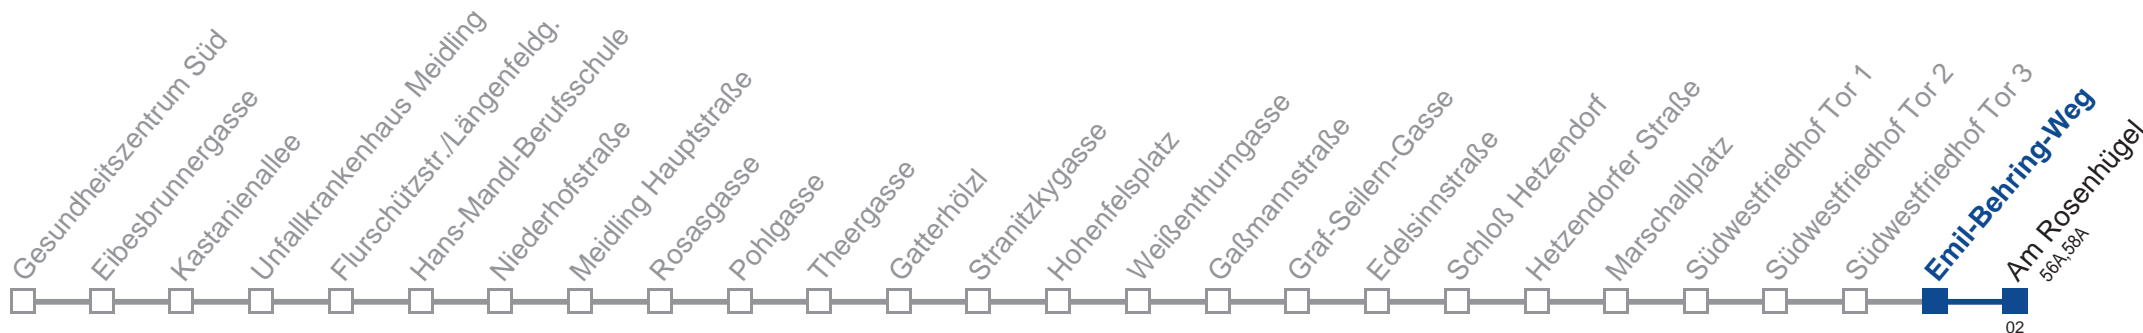 Gesundheitszentrum Süd
Eibesbrunnergasse
Kastanienallee
Unfallkrankenhaus Meidling
Flurschützstr./Längenfeldg.
Hans-Mandl-Berufsschule
Niederhofstraße
Meidling Hauptstraße
Rosasgasse
Pohlgasse
Theergasse
Gatterhölzl
Stranitzkygasse
Hohenfelsplatz
Weißenthurngasse
Gaßmannstraße
Graf-Seilern-Gasse
Edelsinnstraße
Schloß Hetzendorf
Hetzendorfer Straße
Marschallplatz
Südwestfriedhof Tor 1
Südwestfriedhof Tor 2
Südwestfriedhof Tor 3
Emil-Behring-Weg
Am Rosenhügel
56A,58A
02